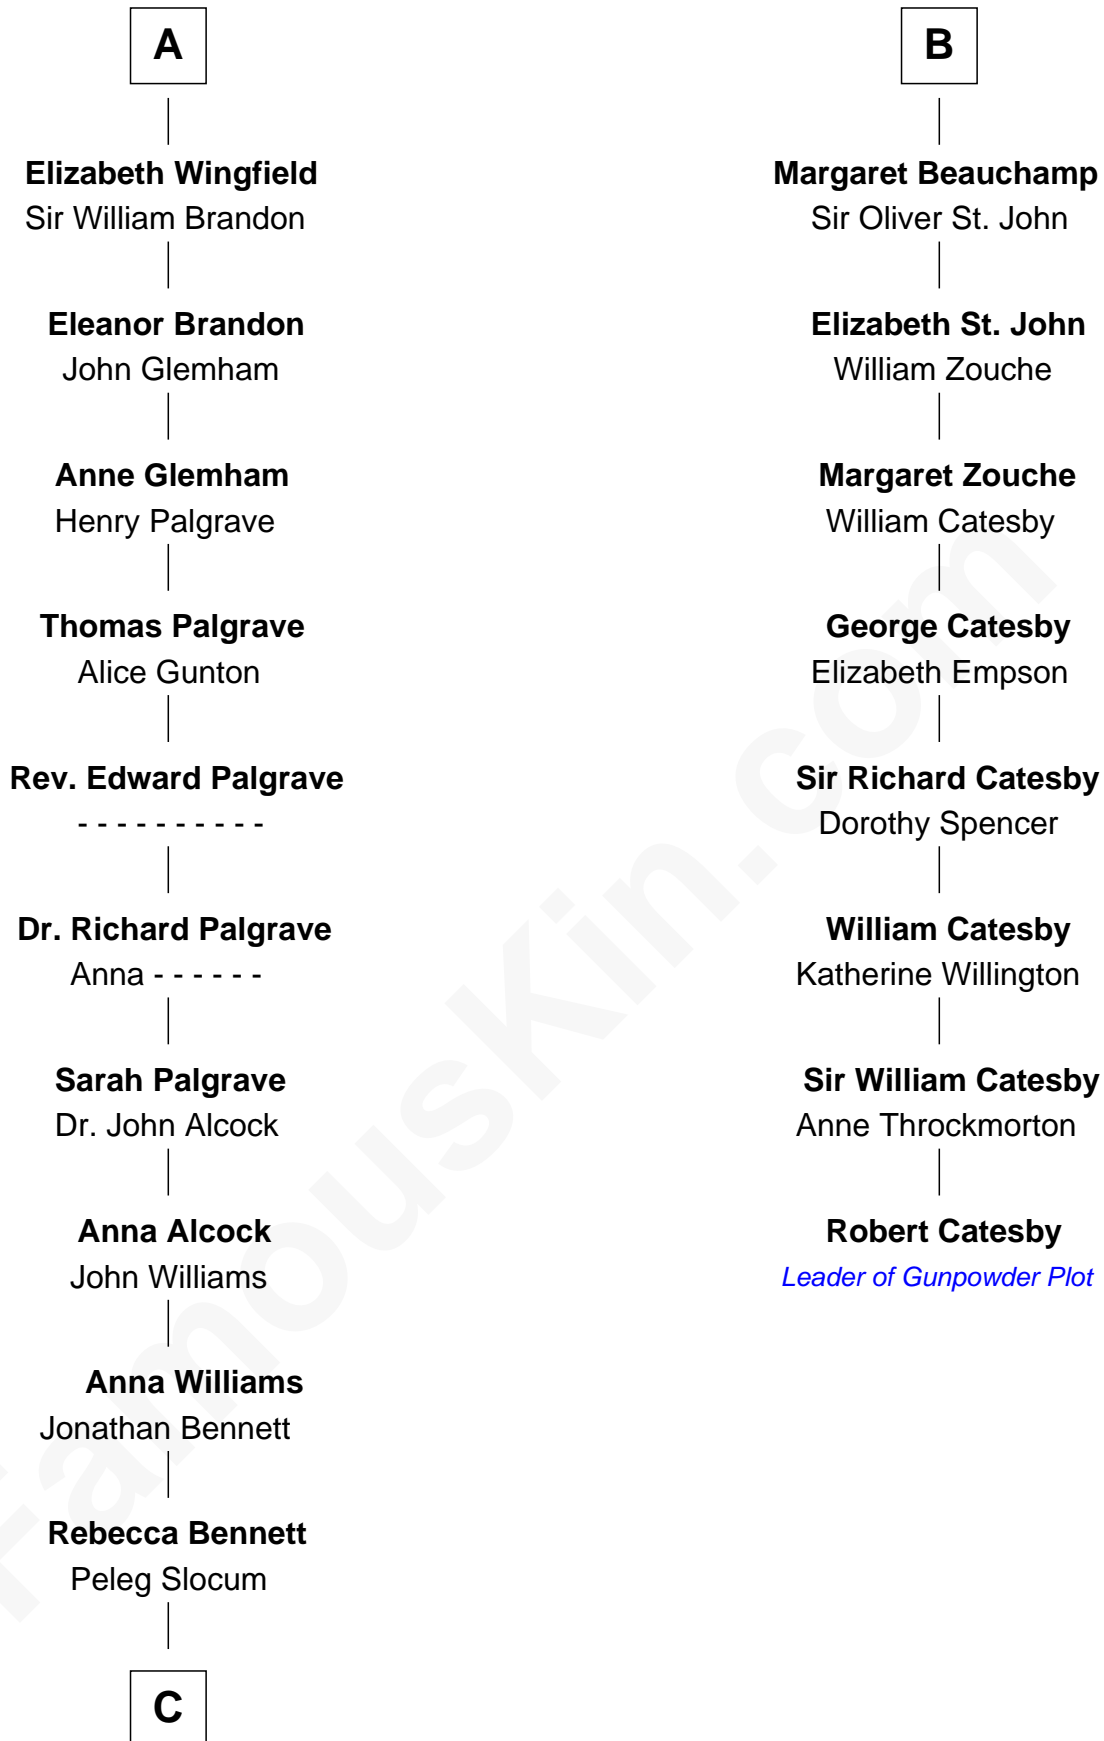 A
Elizabeth Wingfield
Sir William Brandon
Eleanor Brandon
John Glemham
Anne Glemham
Henry Palgrave
Thomas Palgrave
Alice Gunton
Rev. Edward Palgrave
- - - - - - - - - -
Dr. Richard Palgrave
Anna - - - - - -
Sarah Palgrave
Dr. John Alcock
Anna Alcock
John Williams
Anna Williams
Jonathan Bennett
Rebecca Bennett
Peleg Slocum
C
B
Margaret Beauchamp
Sir Oliver St. John
Elizabeth St. John
William Zouche
Margaret Zouche
William Catesby
George Catesby
Elizabeth Empson
Sir Richard Catesby
Dorothy Spencer
William Catesby
Katherine Willington
Sir William Catesby
Anne Throckmorton
Robert Catesby
Leader of Gunpowder Plot
FamousKin.com